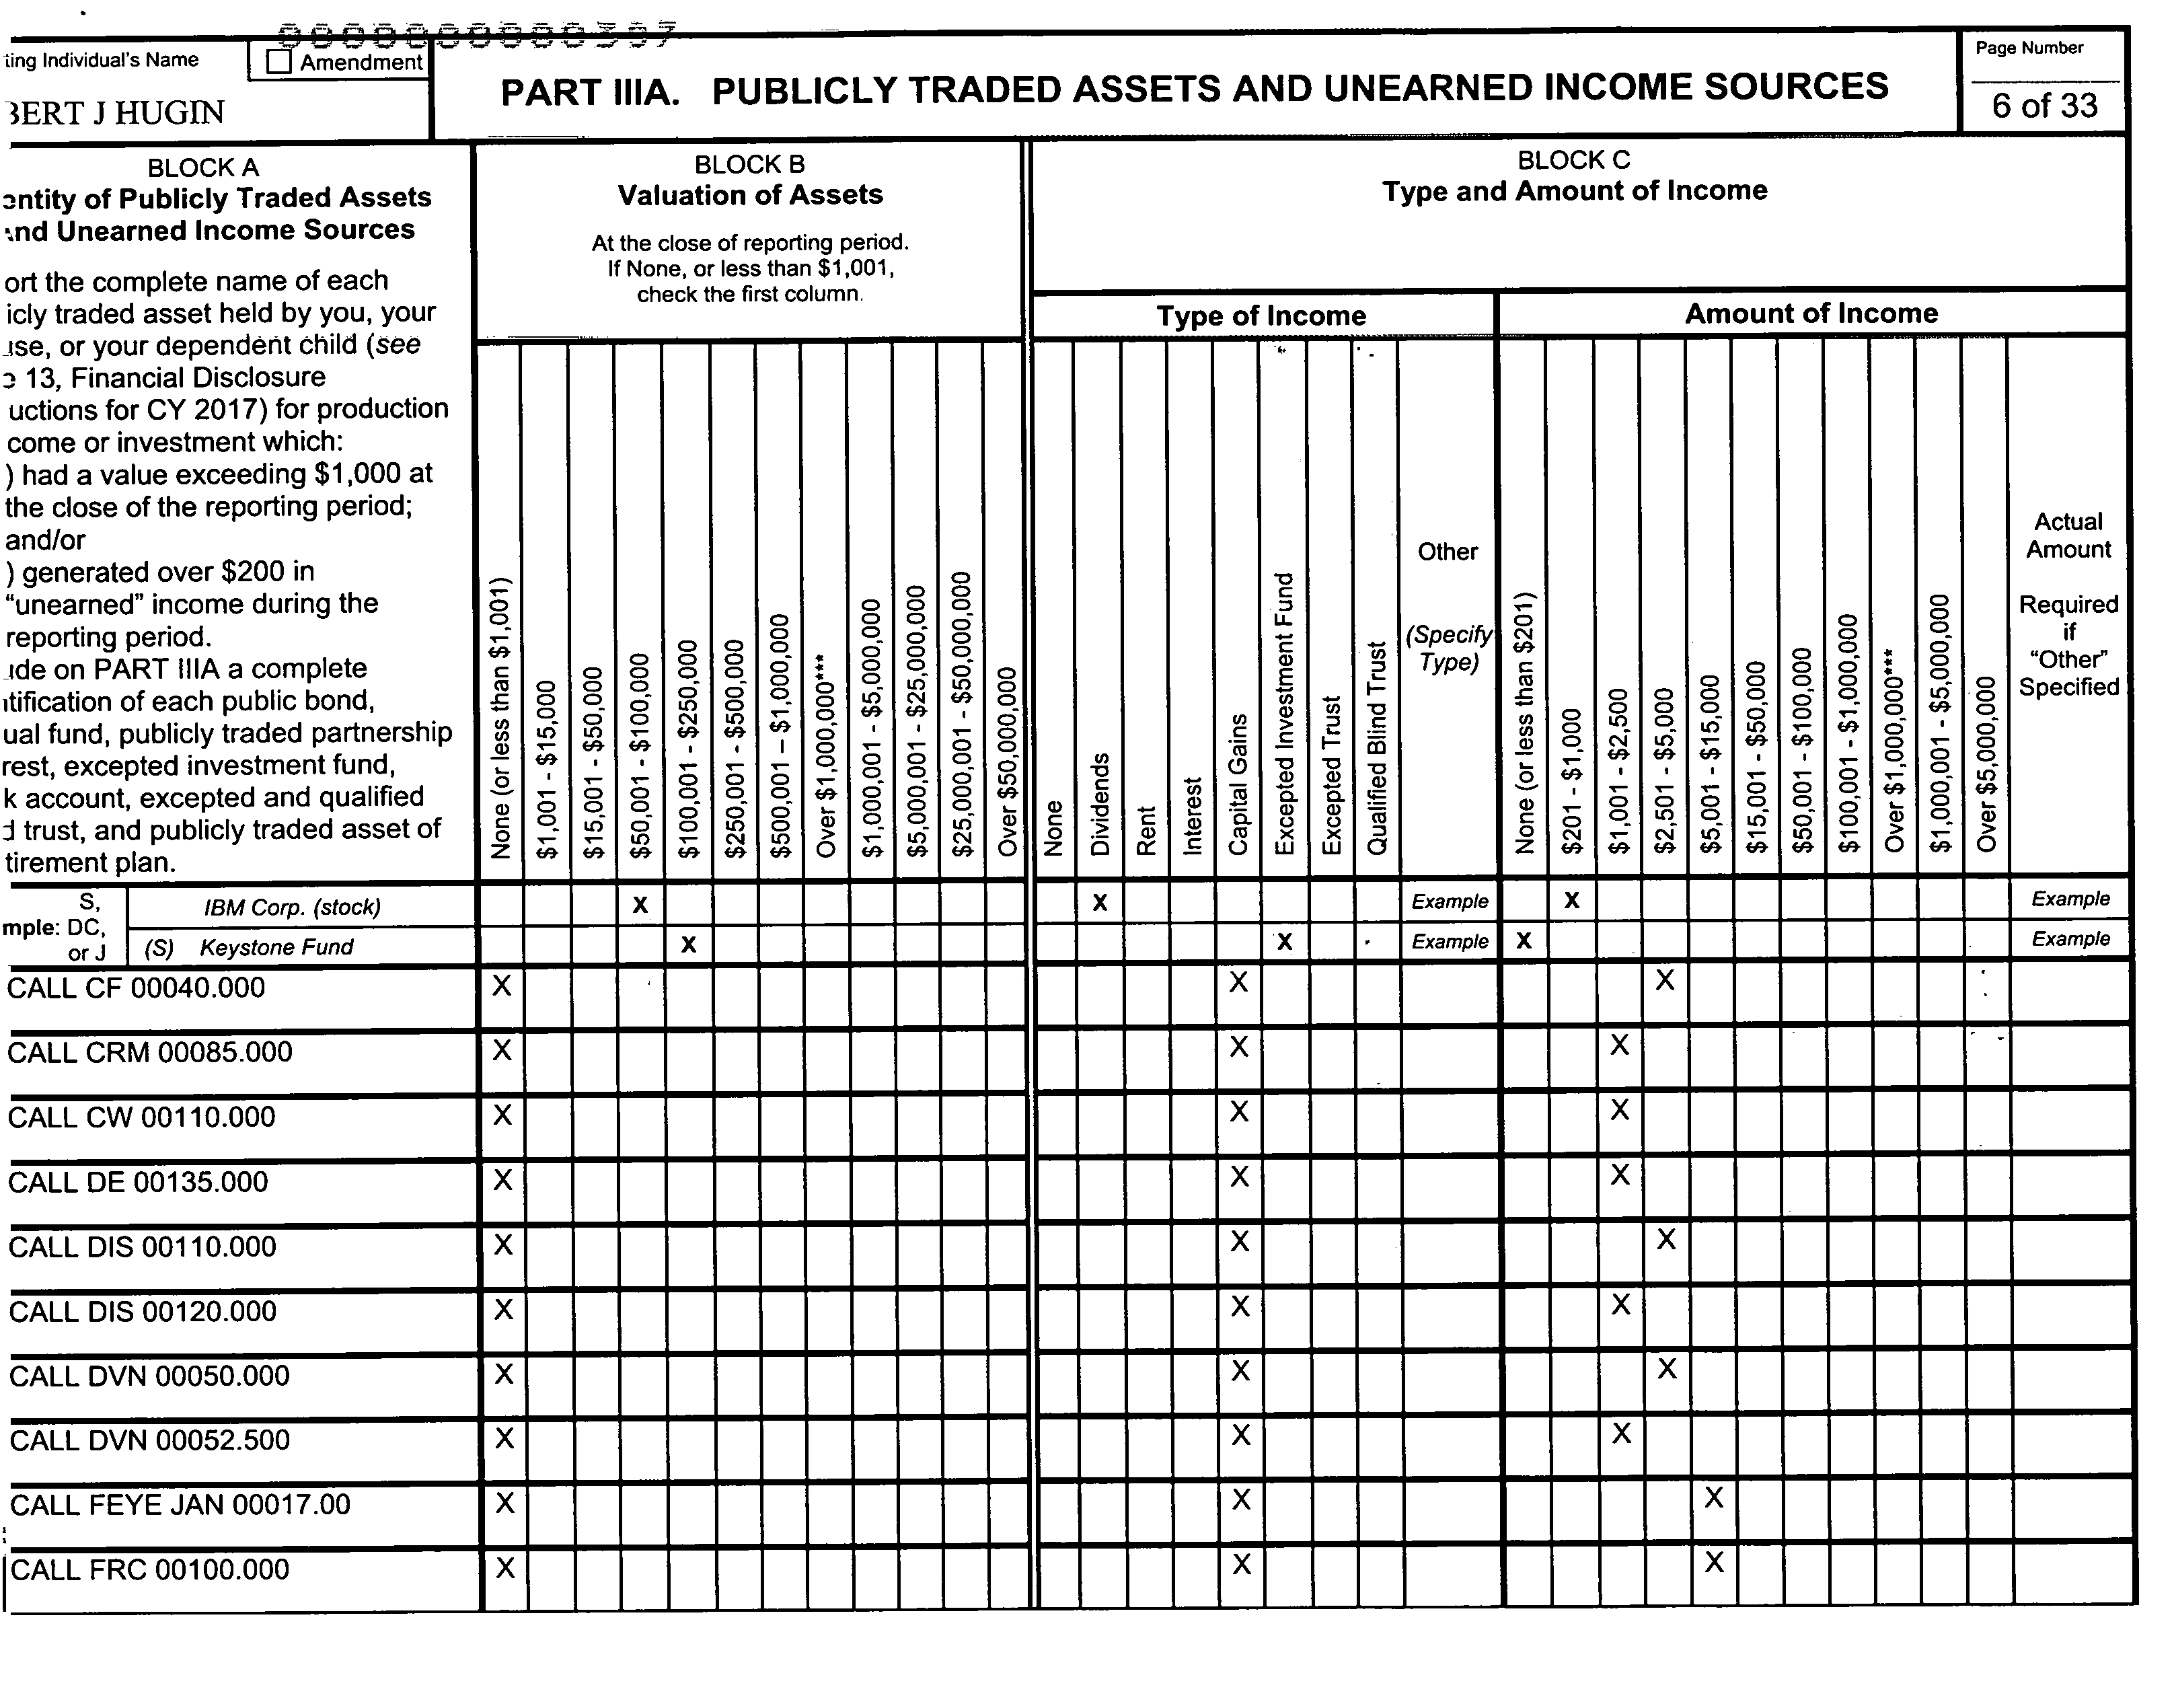 000000000307
ting Individual's Name
Amendment
BERT J HUGIN
PART IIIA. PUBLICLY TRADED ASSETS AND UNEARNED INCOME SOURCES
Page Number
6 of 33
BLOCK A
entity of Publicly Traded Assets
and Unearned Income Sources
ort the complete name of each
icly traded asset held by you, your
use, or your dependent child (see
e 13, Financial Disclosure
uctions for CY 2017) for production
come or investment which:
) had a value exceeding $1,000 at
the close of the reporting period;
and/or
) generated over $200 in
“unearned” income during the
reporting period.
ude on PART IIIA a complete
ntification of each public bond,
ual fund, publicly traded partnership
rest, excepted investment fund,
k account, excepted and qualified
d trust, and publicly traded asset of
tirement plan.
BLOCK B
Valuation of Assets
At the close of reporting period.
If None, or less than $1,001,
check the first column.
BLOCK C
Type and Amount of Income
Type of Income
Amount of Income
None (or less than $1,001)
$1,001 - $15,000
$15,001 - $50,000
$50,001 - $100,000
$100,001 - $250,000
$250,001 - $500,000
$500,001 – $1,000,000
Over $1,000,000***
$1,000,001 - $5,000,000
$5,000,001 - $25,000,000
$25,000,001 - $50,000,000
Over $50,000,000
None
Dividends
Rent
Interest
Capital Gains
Excepted Investment Fund
Excepted Trust
Qualified Blind Trust
Other
(Specify
Type)
None (or less than $201)
$201 - $1,000
$1,001 - $2,500
$2,501 - $5,000
$5,001 - $15,000
$15,001 - $50,000
$50,001 - $100,000
$100,001 - $1,000,000
Over $1,000,000***
$1,000,001 - $5,000,000
Over $5,000,000
Actual
Amount
Required
if
“Other”
Specified
S,
mple: DC,
or J
IBM Corp. (stock) X X Example X Example
(S) Keystone Fund X X Example X Example
CALL CF 00040.000 X X X
CALL CRM 00085.000 X X X
CALL CW 00110.000 X X X
CALL DE 00135.000 X X X
CALL DIS 00110.000 X X X
CALL DIS 00120.000 X X X
CALL DVN 00050.000 X X X
CALL DVN 00052.500 X X X
CALL FEYE JAN 00017.00 X X X
CALL FRC 00100.000 X X X